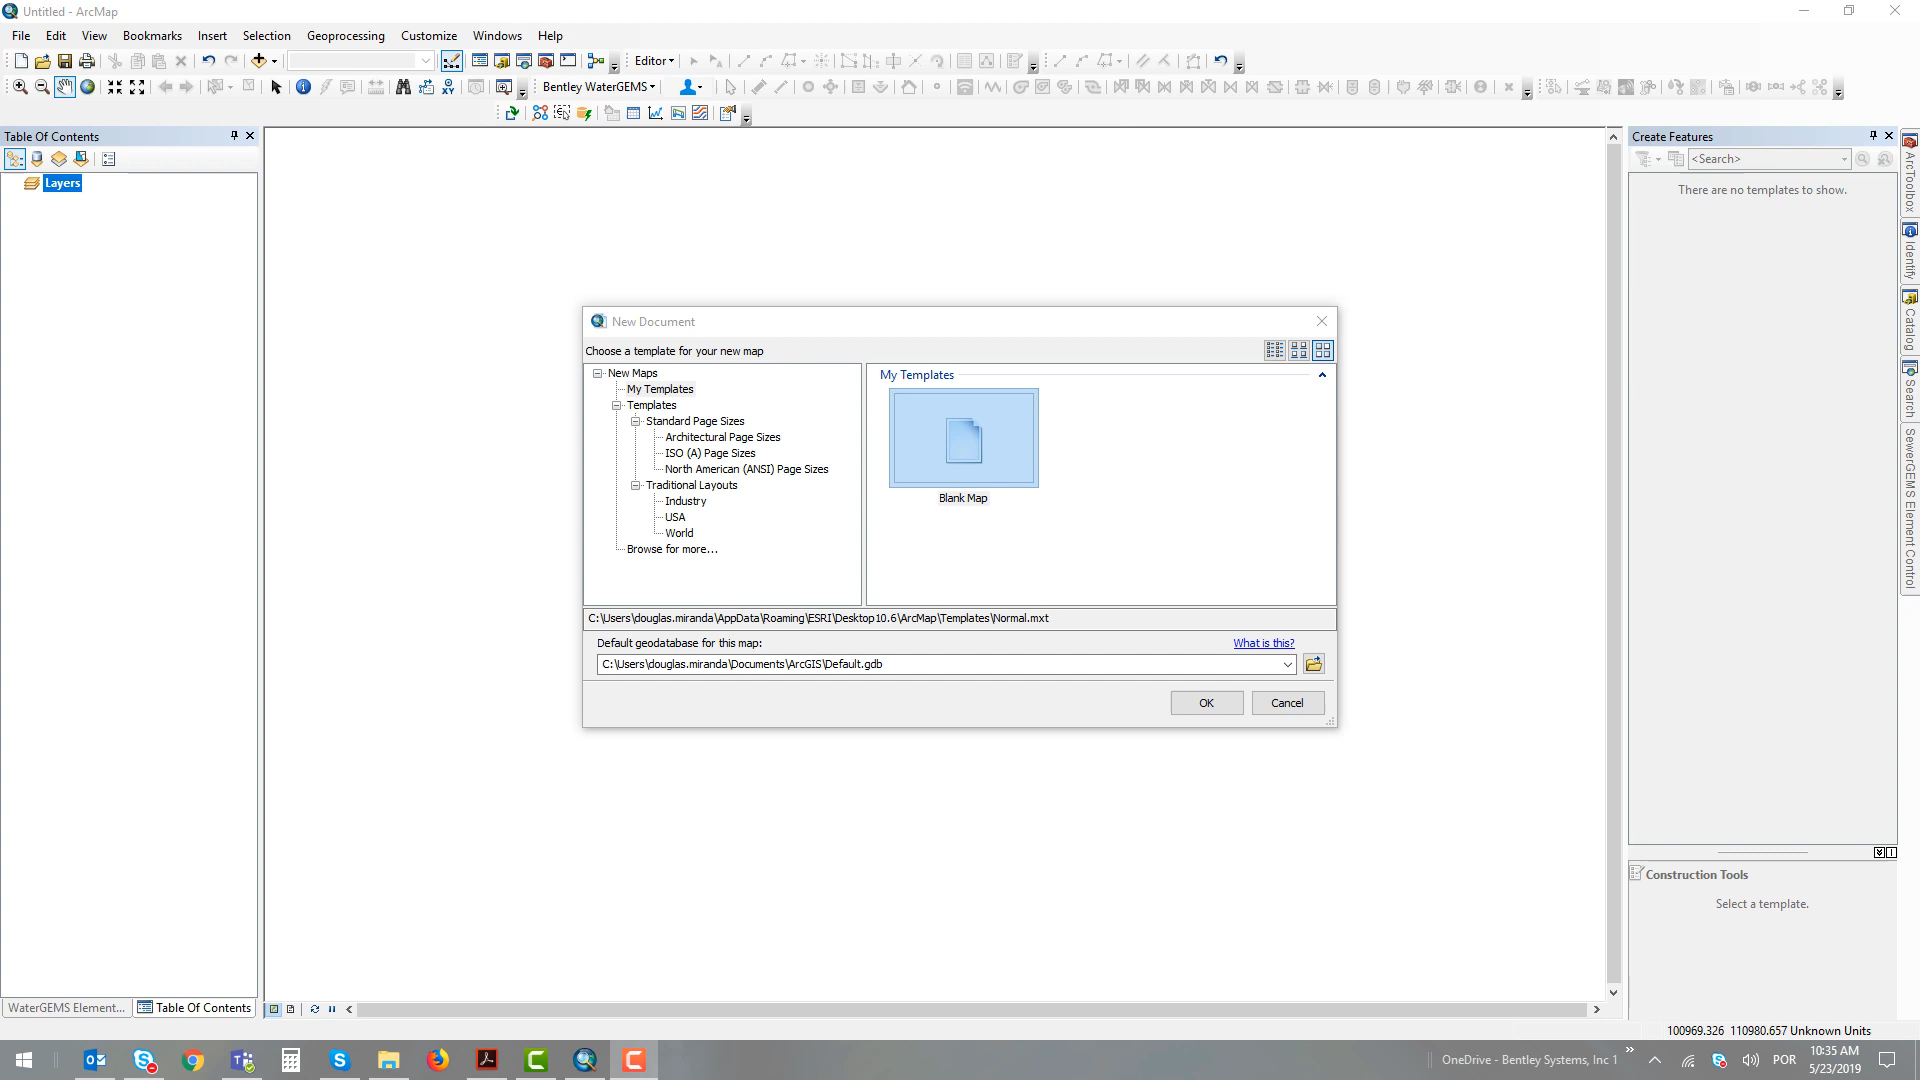 Untitled - ArcMap
File Edit View Bookmarks Insert Selection Geoprocessing Customize Windows Help
Editor
Bentley WaterGEMS
Table Of Contents
Layers
New Document
Choose a template for your new map
New Maps
My Templates
Templates
Standard Page Sizes
Architectural Page Sizes
ISO (A) Page Sizes
North American (ANSI) Page Sizes
Traditional Layouts
Industry
USA
World
Browse for more...
My Templates
Blank Map
C:\Users\douglas.miranda\AppData\Roaming\ESRI\Desktop10.6\ArcMap\Templates\Normal.mxt
Default geodatabase for this map:
What is this?
C:\Users\douglas.miranda\Documents\ArcGIS\Default.gdb
OK
Cancel
Create Features
<Search>
There are no templates to show.
Construction Tools
Select a template.
ArcToolbox
Identify
Catalog
Search
SewerGEMS Element Control
WaterGEMS Element...
Table Of Contents
100969.326 110980.657 Unknown Units
OneDrive - Bentley Systems, Inc 1
POR
10:35 AM
5/23/2019